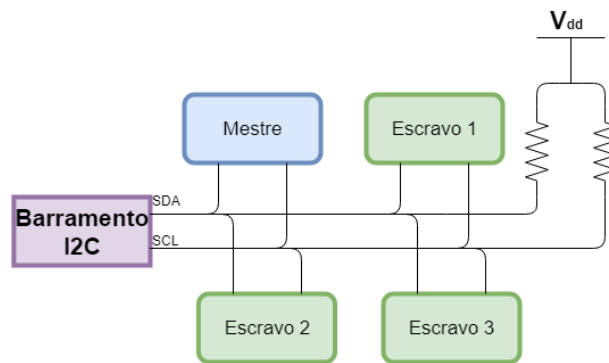 Vdd
Mestre
Escravo 1
SDA
Barramento
I2C
SCL
Escravo 2
Escravo 3